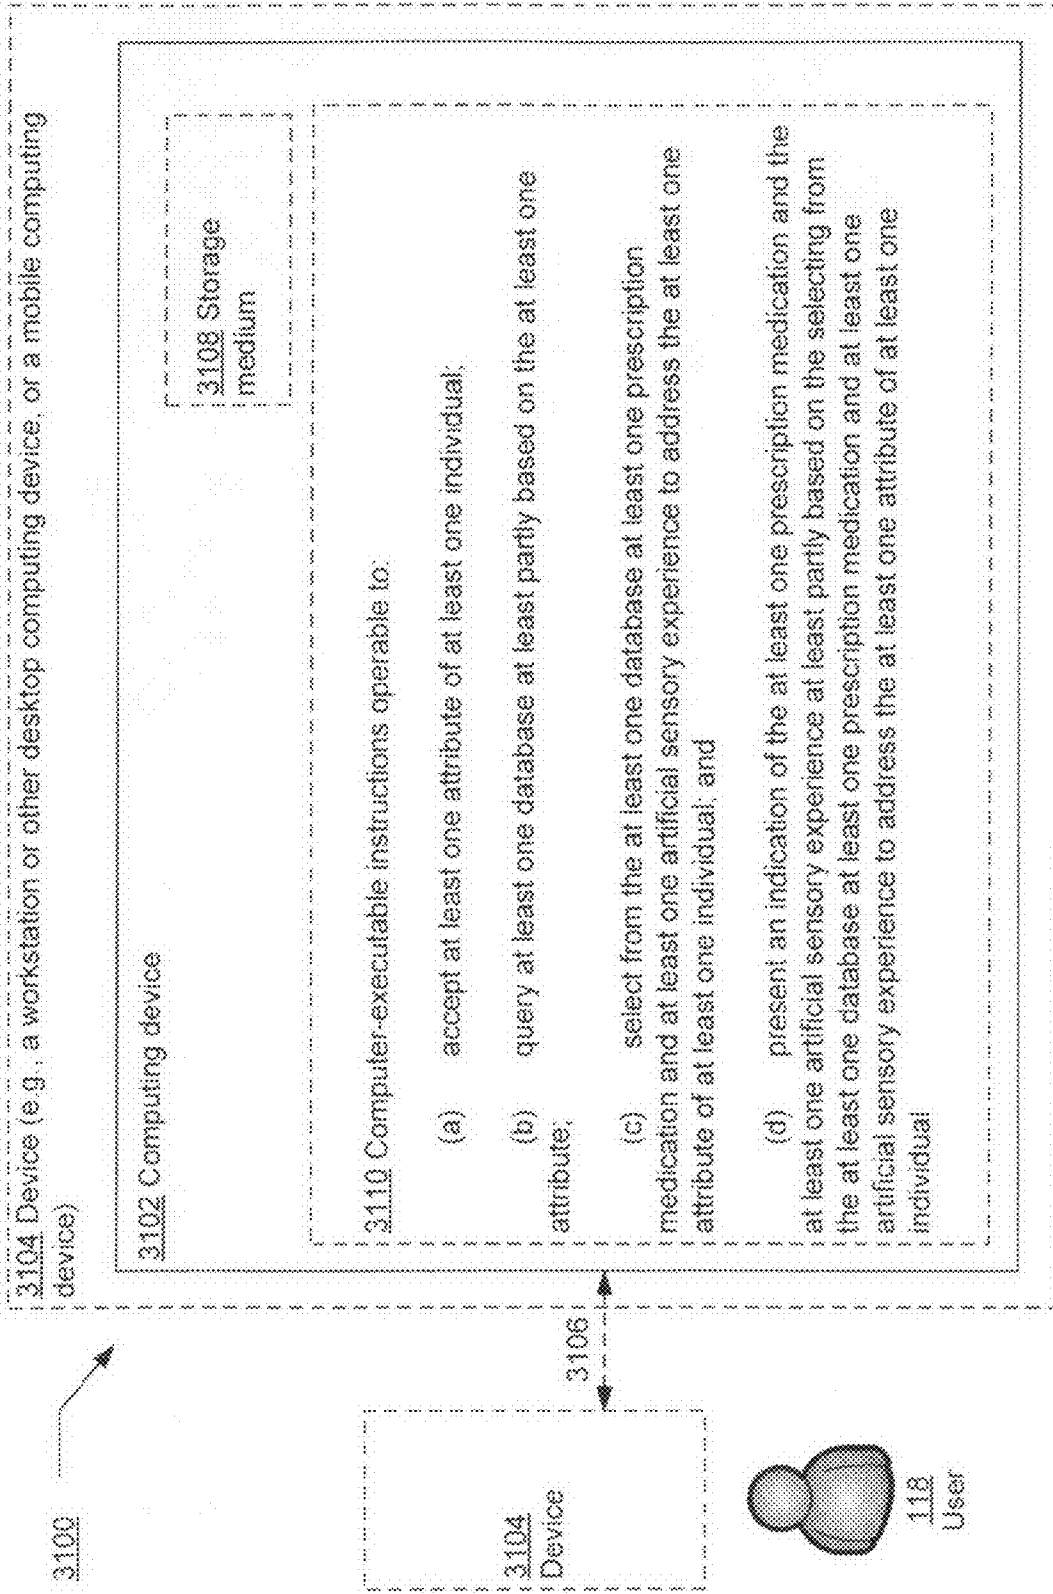 3100
3104 Device (e.g., a workstation or other desktop computing device, or a mobile computing
device)
3102 Computing device
3108 Storage
medium
3110 Computer-executable instructions operable to:
(a) accept at least one attribute of at least one individual;
(b) query at least one database at least partly based on the at least one
attribute;
(c) select from the at least one database at least one prescription
medication and at least one artificial sensory experience to address the at least one
attribute of at least one individual; and
(d) present an indication of the at least one prescription medication and the
at least one artificial sensory experience at least partly based on the selecting from
the at least one database at least one prescription medication and at least one
artificial sensory experience to address the at least one attribute of at least one
individual
3106
3104
Device
118
User